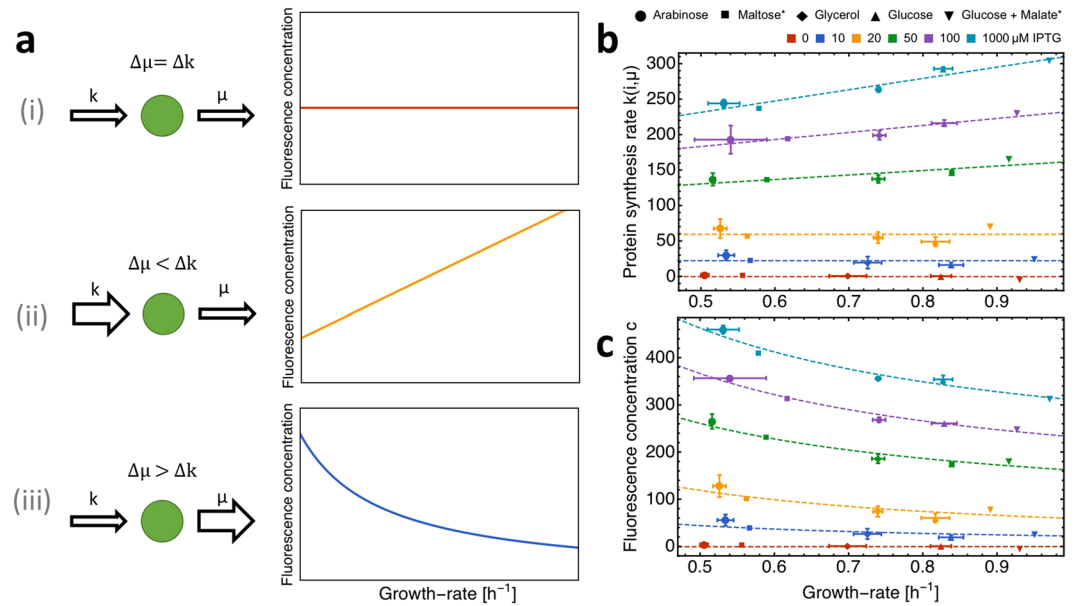 a
(i)
Δμ= Δk
k
μ
Fluorescence concentration
(ii)
Δμ < Δk
k
μ
Fluorescence concentration
(iii)
Δμ > Δk
k
μ
Fluorescence concentration
Growth−rate [h⁻¹]
Arabinose Maltose* Glycerol Glucose Glucose + Malate*
0 10 20 50 100 1000 μM IPTG
b
Protein synthesis rate k(i,μ)
300
250
200
150
100
50
0
0.5 0.6 0.7 0.8 0.9
c
Fluorescence concentration c
400
300
200
100
0
0.5 0.6 0.7 0.8 0.9
Growth−rate [h⁻¹]